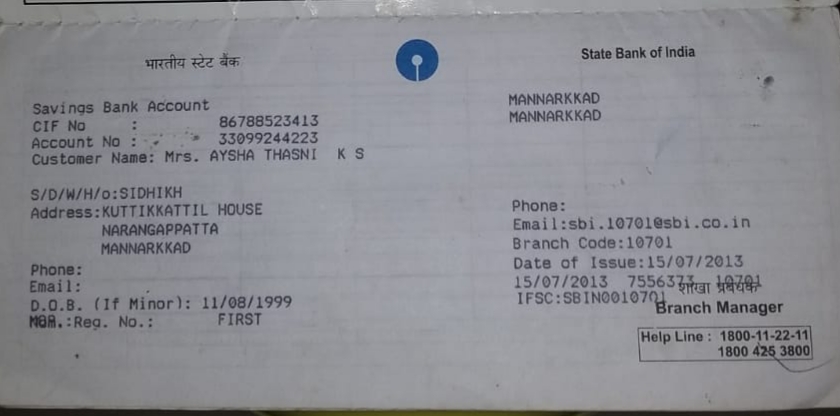 भारतीय स्टेट बैंक
State Bank of India
Savings Bank Account
CIF No : 86788523413
Account No : 33099244223
Customer Name: Mrs. AYSHA THASNI K S
S/D/W/H/o:SIDHIKH
Address:KUTTIKKATTIL HOUSE
NARANGAPPATTA
MANNARKKAD
Phone:
Email:
D.O.B. (If Minor): 11/08/1999
Reg. No.: FIRST
MANNARKKAD
MANNARKKAD
Phone:
Email:sbi.10701@sbi.co.in
Branch Code:10701
Date of Issue:15/07/2013
15/07/2013 7556373 10701
शाखा प्रबंधक
IFSC:SBIN0010701
Branch Manager
Help Line : 1800-11-22-11
1800 425 3800